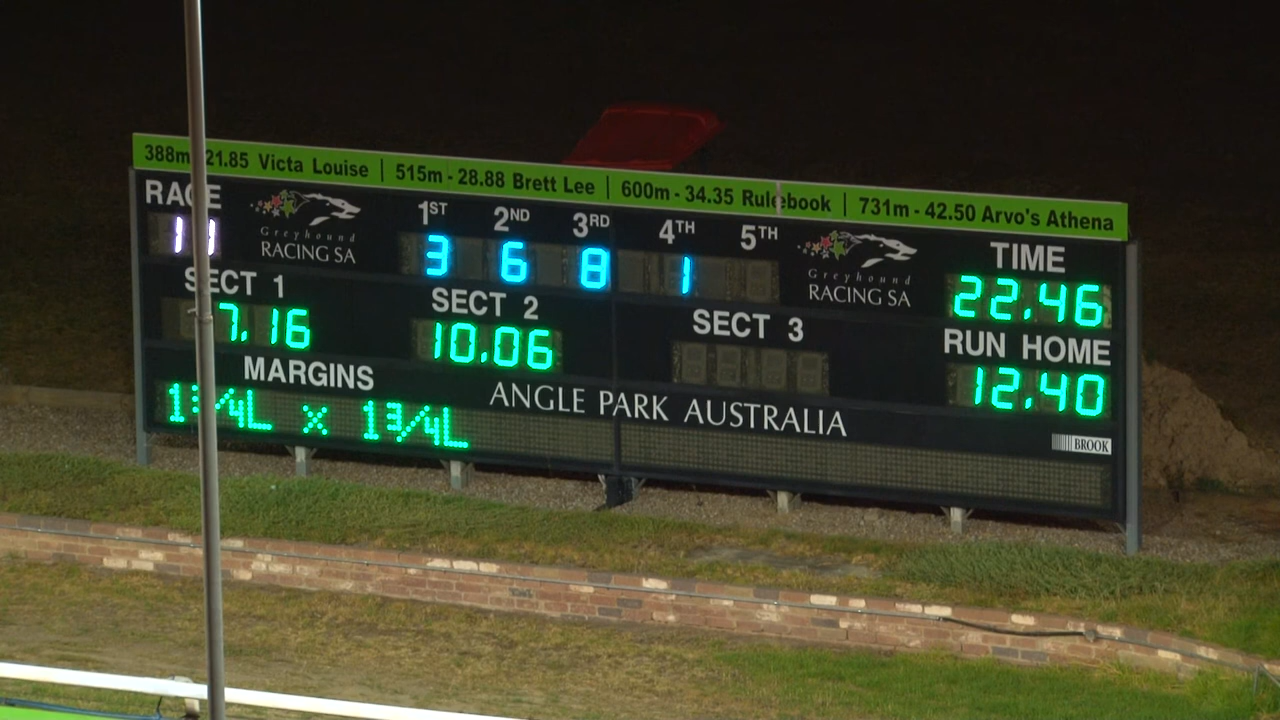 388m 21.85 Victa Louise | 515m - 28.88 Brett Lee | 600m - 34.35 Rulebook | 731m - 42.50 Arvo's Athena
RACE 1ST 2ND 3RD 4TH 5TH TIME
11 Greyhound RACING SA 3 6 8 1 Greyhound RACING SA 22.46
SECT 1 SECT 2 SECT 3 RUN HOME
7.16 10.06 12.40
MARGINS ANGLE PARK AUSTRALIA
1 3/4L X 1 3/4L BROOK